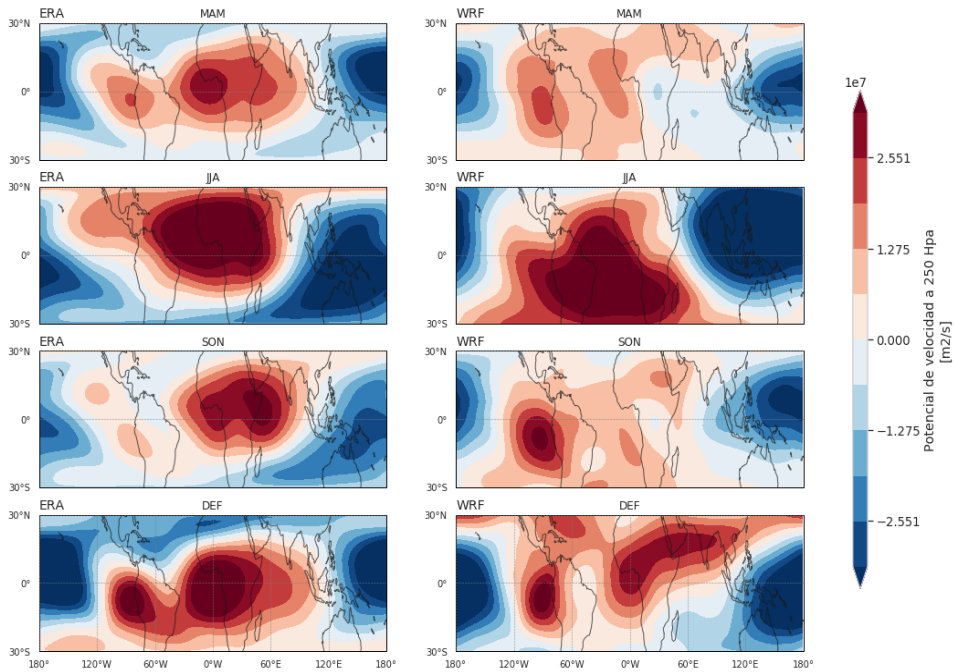 ERA MAM WRF MAM
30°N
0°
30°S
ERA JJA WRF JJA
30°N
0°
30°S
ERA SON WRF SON
30°N
0°
30°S
ERA DEF WRF DEF
30°N
0°
30°S
180° 120°W 60°W 0°W 60°E 120°E 180° 180° 120°W 60°W 0°W 60°E 120°E 180°
1e7
2.551
1.275
0.000
−1.275
−2.551
Potencial de velocidad a 250 Hpa
[m2/s]